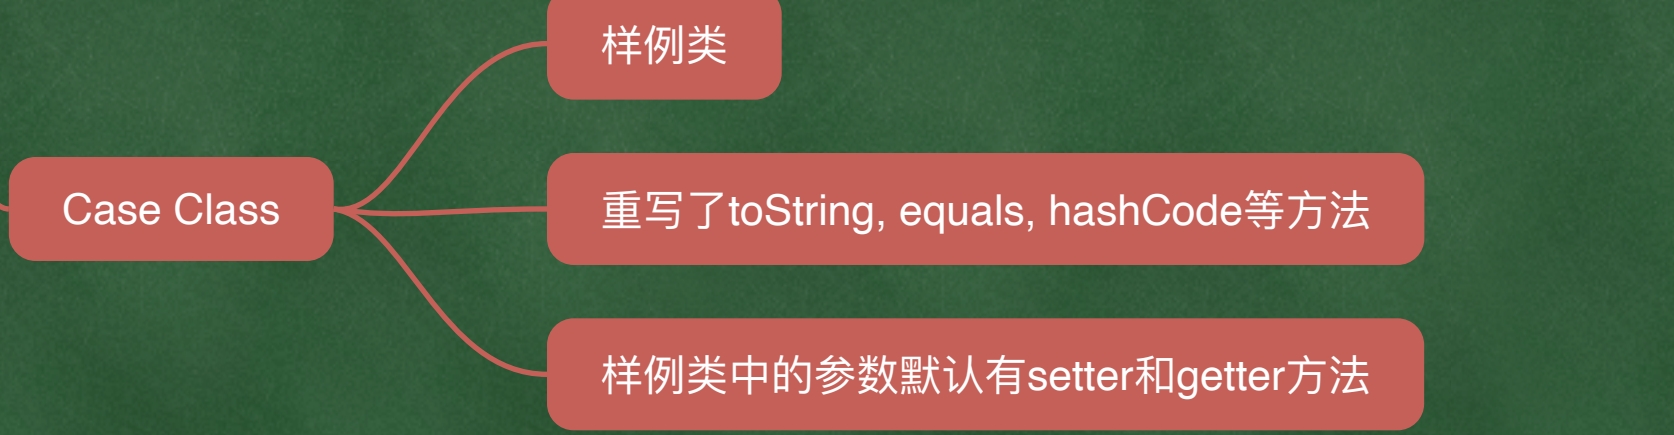 样例类
Case Class
重写了toString, equals, hashCode等方法
样例类中的参数默认有setter和getter方法